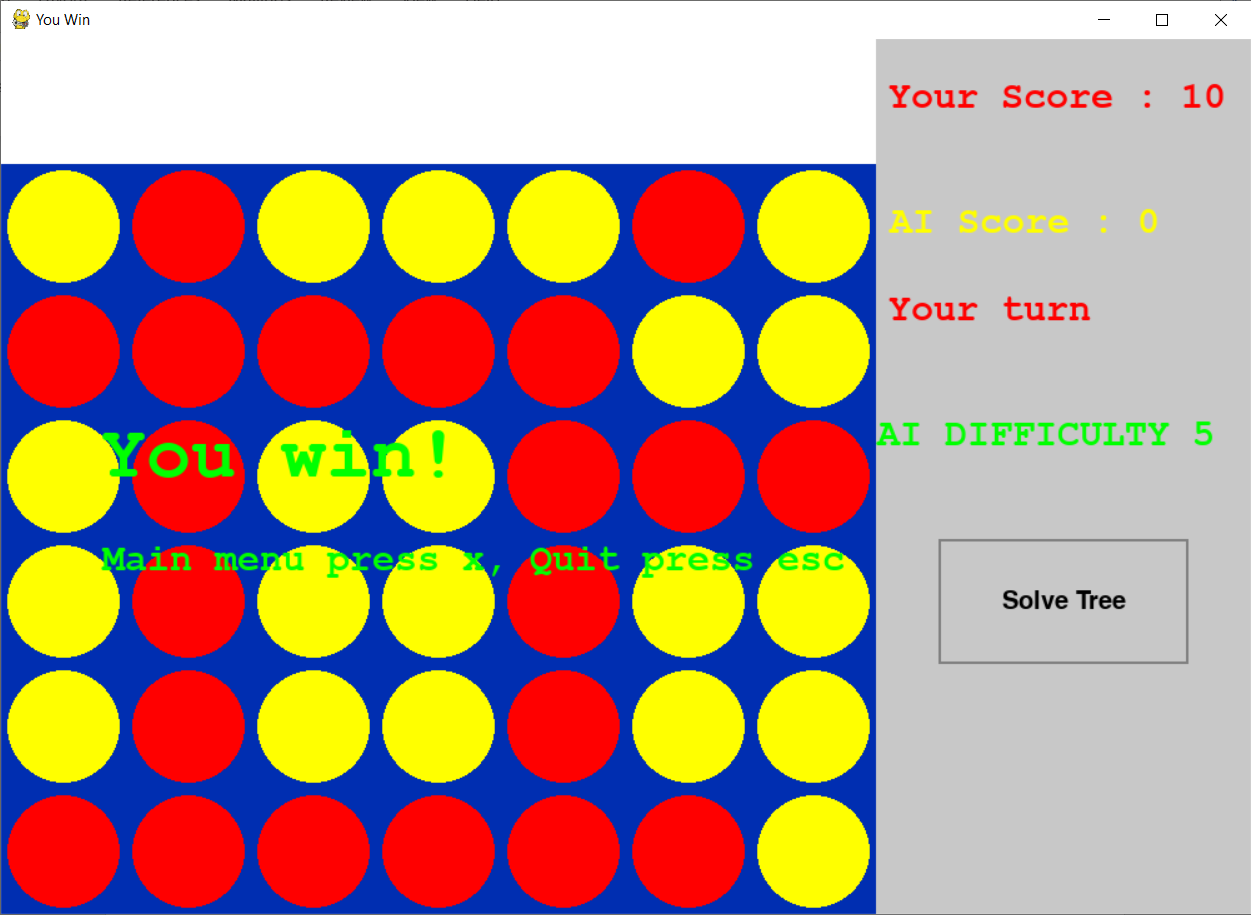 You Win
Your Score : 10
AI Score : 0
Your turn
AI DIFFICULTY 5
You win!
Main menu press x, Quit press esc
Solve Tree